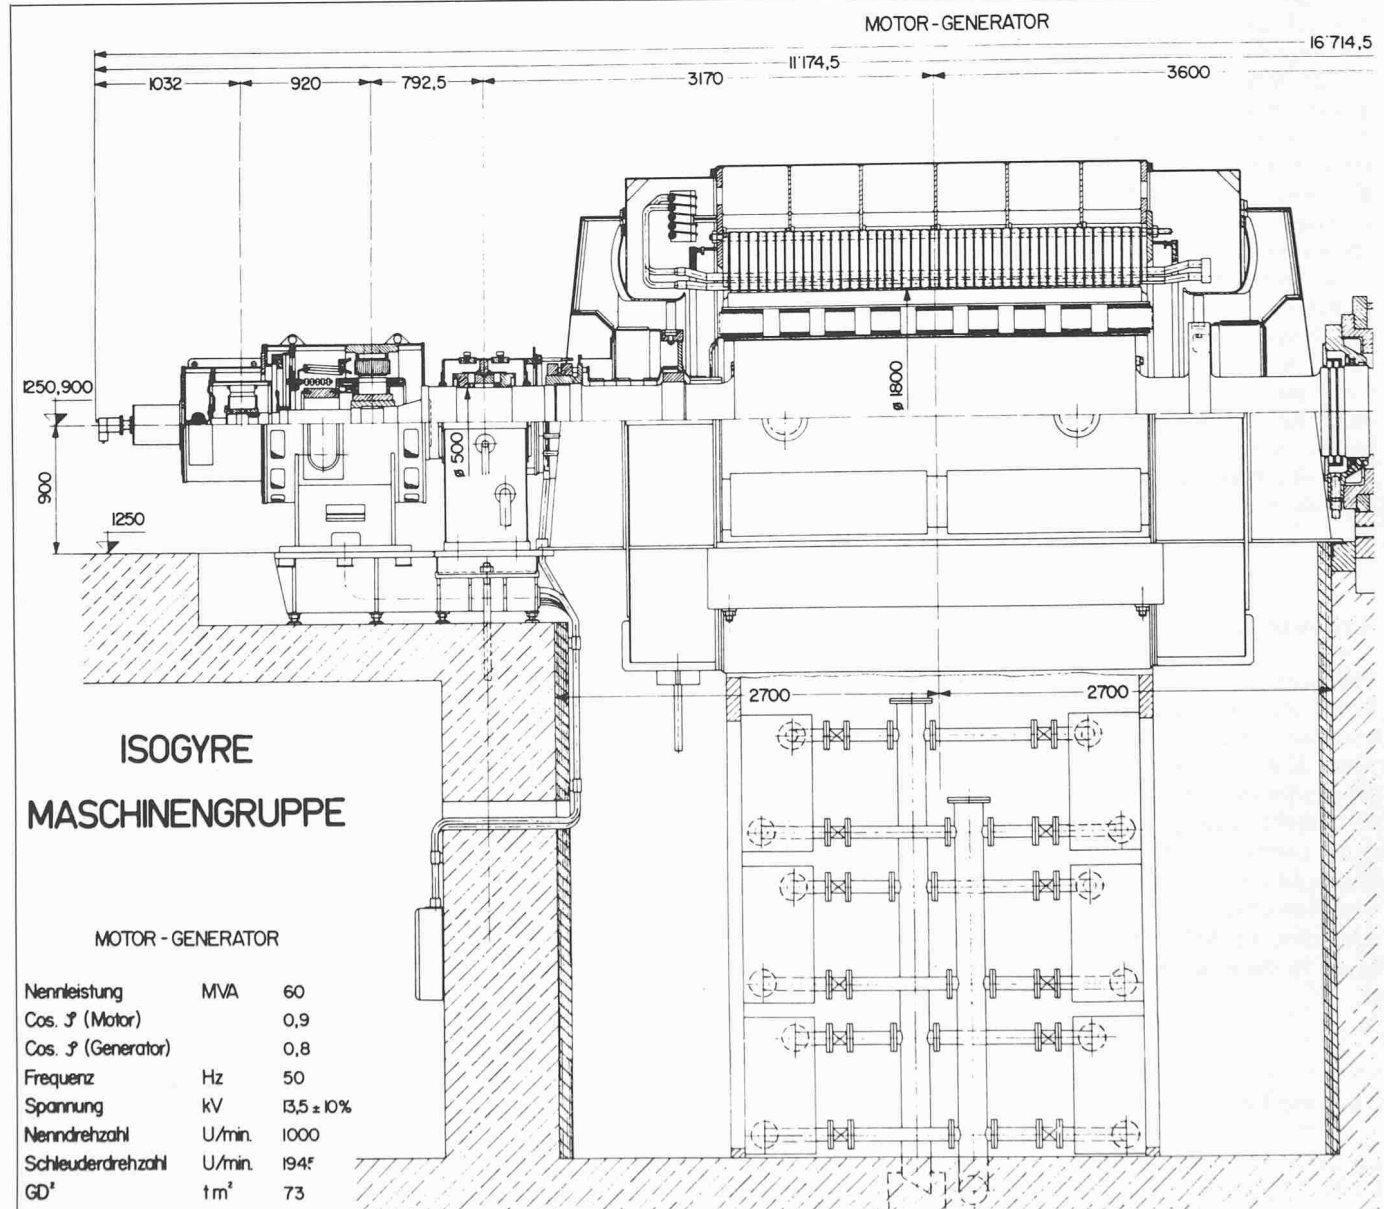 MOTOR-GENERATOR
16'714,5
11'174,5
1032 920 792,5 3170 3600
1250,900
ø 1800
ø 500
900
1250
2700 2700
ISOGYRE
MASCHINENGRUPPE
MOTOR-GENERATOR
Nennleistung MVA 60
Cos. φ (Motor) 0,9
Cos. φ (Generator) 0,8
Frequenz Hz 50
Spannung kV 13,5 ± 10%
Nenndrehzahl U/min. 1000
Schleuderdrehzahl U/min.
GD² t m² 73